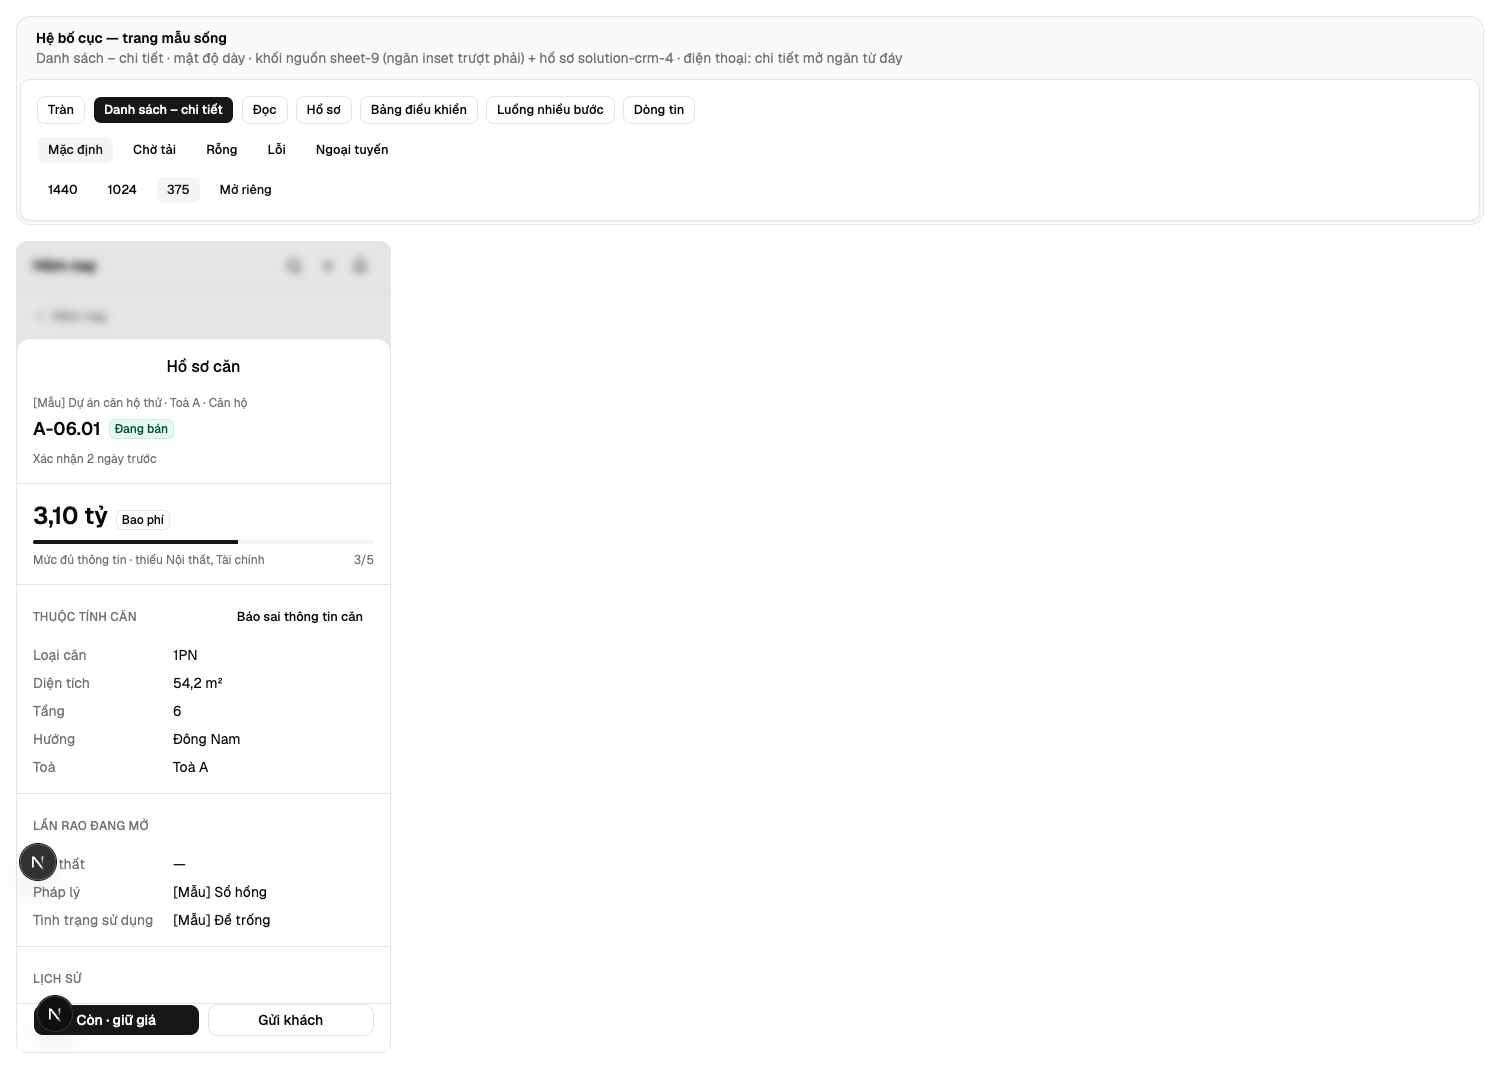 Hệ bố cục — trang mẫu sống
Danh sách – chi tiết · mật độ dày · khối nguồn sheet-9 (ngăn inset trượt phải) + hồ sơ solution-crm-4 · điện thoại: chi tiết mở ngăn từ đáy
Tràn Danh sách – chi tiết Đọc Hồ sơ Bảng điều khiển Luồng nhiều bước Dòng tin
Mặc định Chờ tải Rỗng Lỗi Ngoại tuyến
1440 1024 375 Mở riêng
Hôm nay
Hôm nay
Hồ sơ căn
[Mẫu] Dự án căn hộ thử · Toà A · Căn hộ
A-06.01 Đang bán
Xác nhận 2 ngày trước
3,10 tỷ Bao phí
Mức đủ thông tin · thiếu Nội thất, Tài chính 3/5
THUỘC TÍNH CĂN Báo sai thông tin căn
Loại căn 1PN
Diện tích 54,2 m²
Tầng 6
Hướng Đông Nam
Toà Toà A
LẦN RAO ĐANG MỞ
N thất —
Pháp lý [Mẫu] Sổ hồng
Tình trạng sử dụng [Mẫu] Để trống
LỊCH SỬ
N Còn · giữ giá Gửi khách